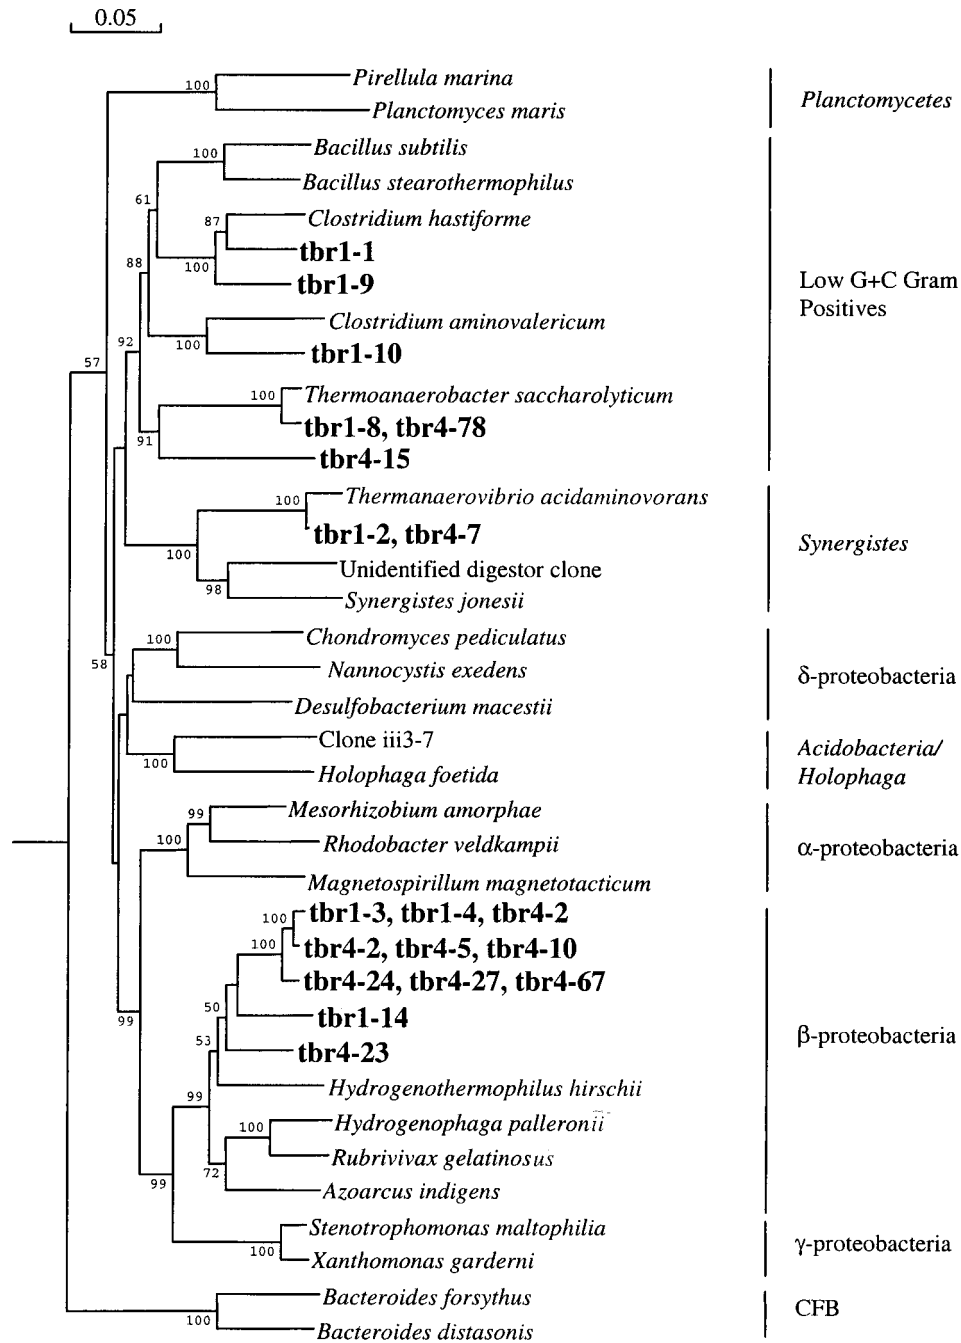 0.05
100
Pirellula marina
Planctomyces maris
Planctomycetes
100
Bacillus subtilis
Bacillus stearothermophilus
61
87
Clostridium hastiforme
tbr1-1
100
tbr1-9
88
Low G+C Gram
Positives
Clostridium aminovalericum
100
tbr1-10
92
57
100
Thermoanaerobacter saccharolyticum
tbr1-8, tbr4-78
91
tbr4-15
100
Thermanaerovibrio acidaminovorans
tbr1-2, tbr4-7
Synergistes
100
Unidentified digestor clone
98
Synergistes jonesii
100
Chondromyces pediculatus
58
Nannocystis exedens
δ-proteobacteria
Desulfobacterium macestii
Clone iii3-7
100
Holophaga foetida
Acidobacteria/
Holophaga
99
Mesorhizobium amorphae
100
Rhodobacter veldkampii
α-proteobacteria
Magnetospirillum magnetotacticum
100
tbr1-3, tbr1-4, tbr4-2
100
tbr4-2, tbr4-5, tbr4-10
tbr4-24, tbr4-27, tbr4-67
50
tbr1-14
99
β-proteobacteria
53
tbr4-23
Hydrogenothermophilus hirschii
99
Hydrogenophaga palleronii
100
Rubrivivax gelatinosus
72
Azoarcus indigens
99
Stenotrophomonas maltophilia
100
Xanthomonas garderni
γ-proteobacteria
Bacteroides forsythus
100
Bacteroides distasonis
CFB